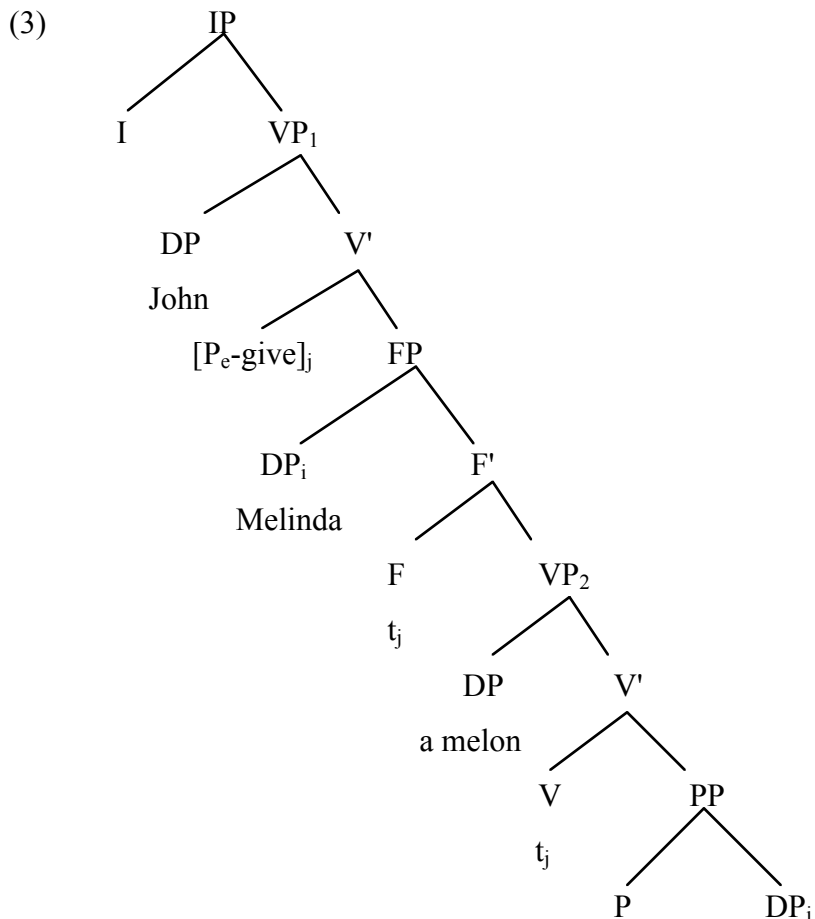 (3) IP
I VP₁
DP V'
John
[Pₑ-give]ⱼ FP
DPᵢ F'
Melinda
F VP₂
tⱼ
DP V'
a melon
V PP
tⱼ
P DPᵢ